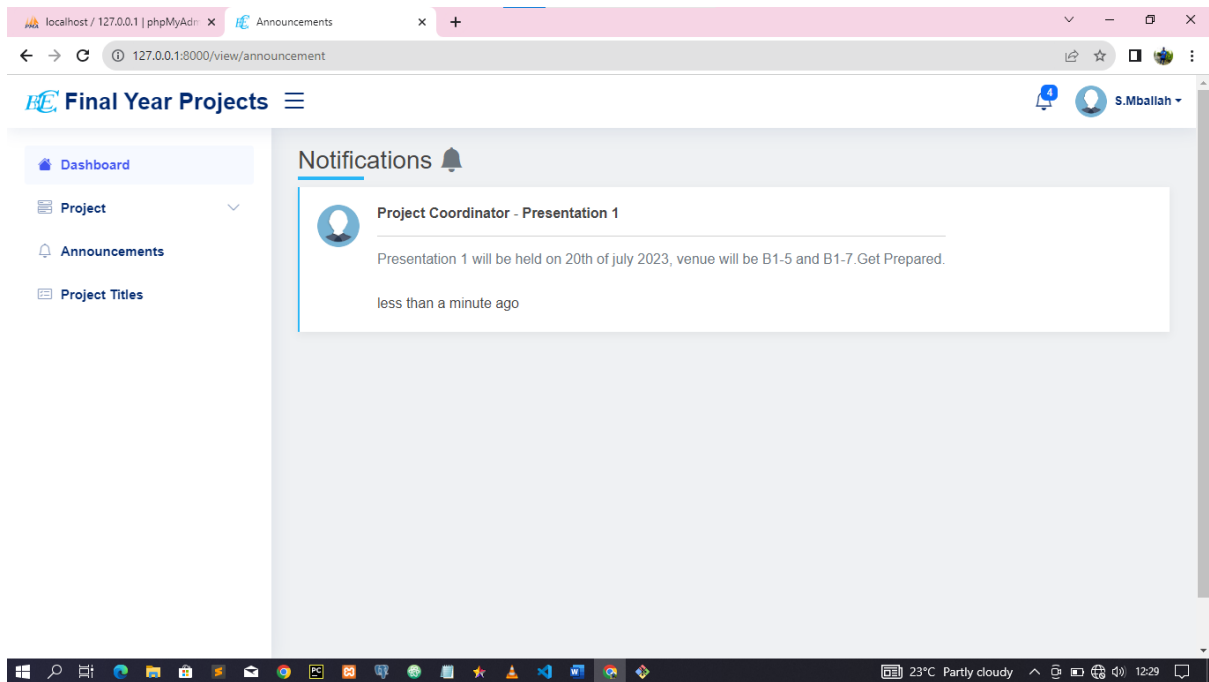 localhost / 127.0.0.1 | phpMyAdm
Announcements
127.0.0.1:8000/view/announcement
Final Year Projects
4
S.Mballah
Dashboard
Project
Announcements
Project Titles
Notifications
Project Coordinator - Presentation 1
Presentation 1 will be held on 20th of july 2023, venue will be B1-5 and B1-7.Get Prepared.
less than a minute ago
23°C Partly cloudy
12:29